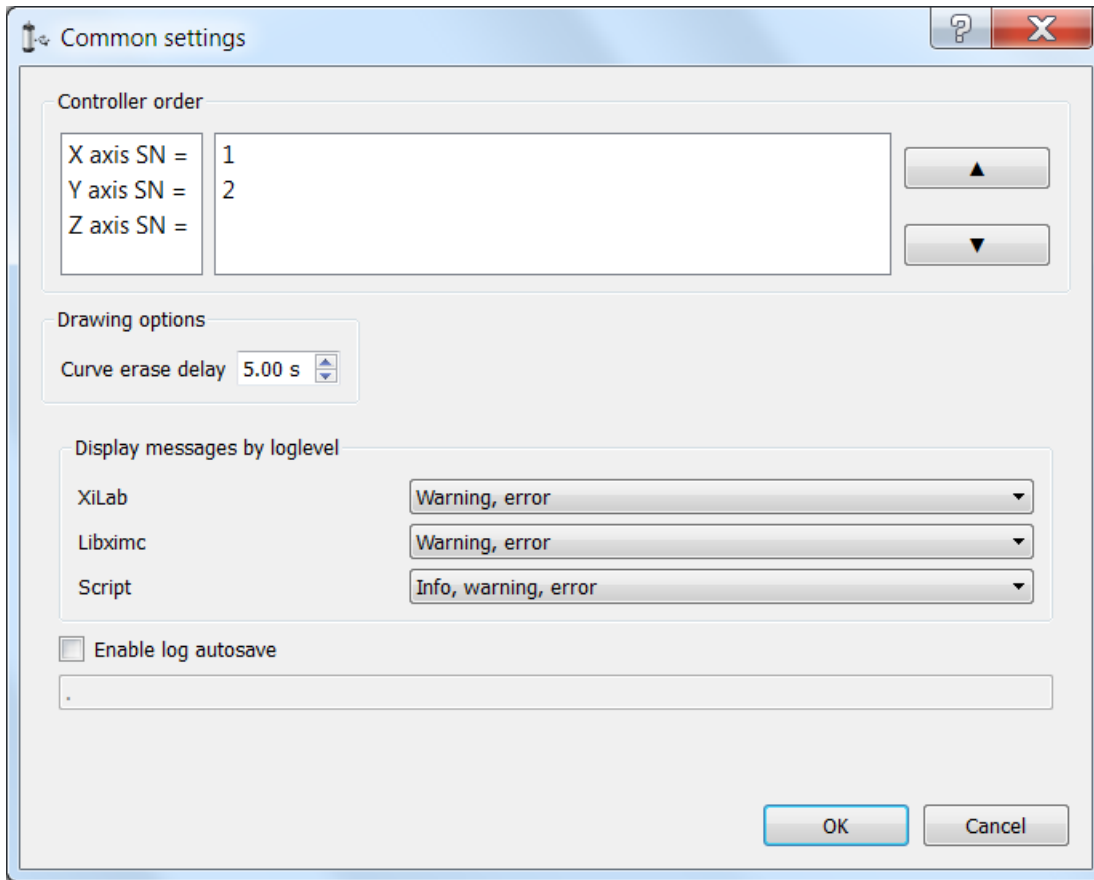 Common settings
Controller order
X axis SN = 1
Y axis SN = 2
Z axis SN =
▲
▼
Drawing options
Curve erase delay 5.00 s
Display messages by loglevel
XiLab Warning, error
Libximc Warning, error
Script Info, warning, error
Enable log autosave
.
OK Cancel